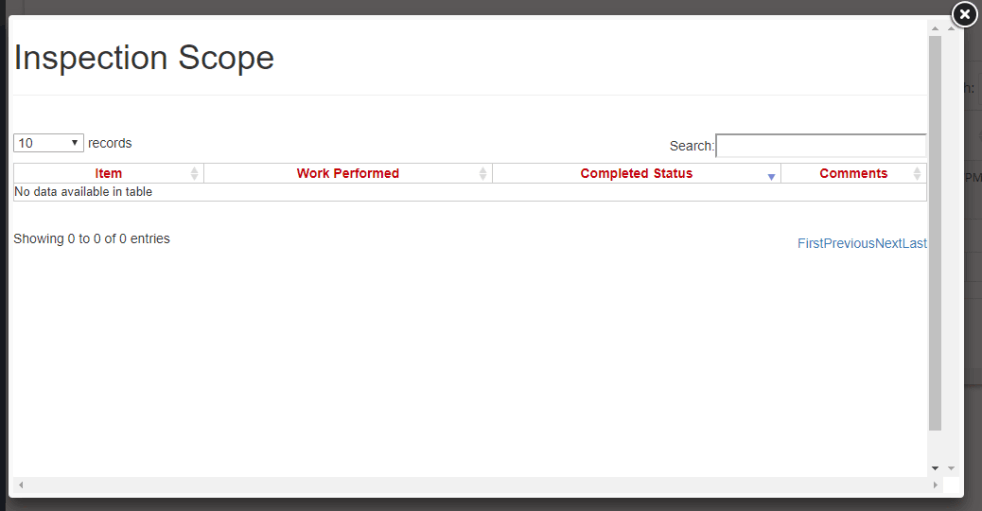 Inspection Scope
h:
10 records
Search:
Item Work Performed Completed Status Comments
PM
No data available in table
Showing 0 to 0 of 0 entries
FirstPreviousNextLast